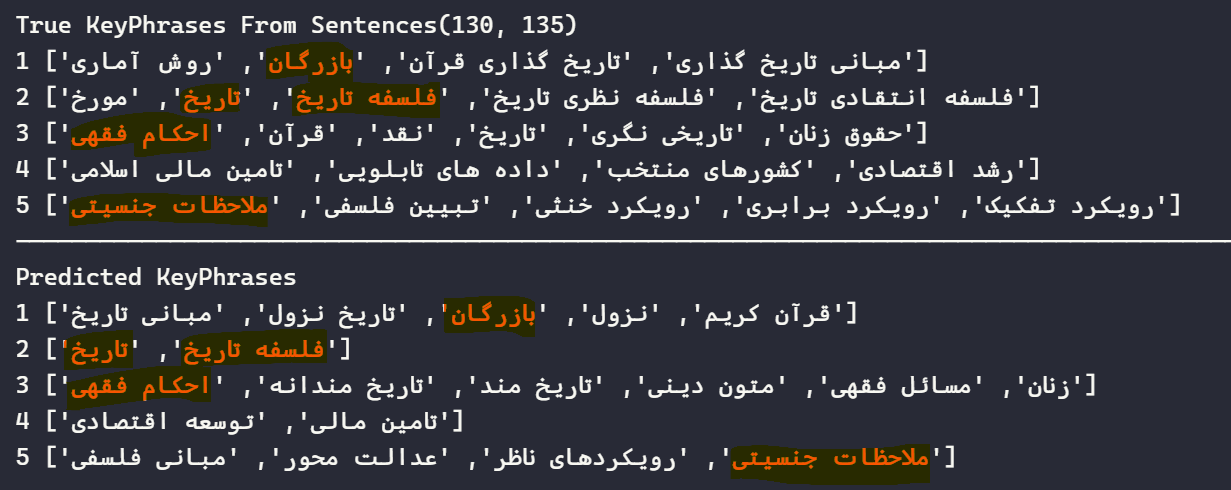 True KeyPhrases From Sentences(130, 135)
1 ['مبانی تاریخ گذاری', 'تاریخ گذاری قرآن', 'بازرگان', 'روش آماری']
2 ['فلسفه انتقادی تاریخ', 'فلسفه نظری تاریخ', 'فلسفه تاریخ', 'تاریخ', 'مورخ']
3 ['حقوق زنان', 'تاریخی نگری', 'تاریخ', 'نقد', 'قرآن', 'احکام فقهی']
4 ['رشد اقتصادی', 'کشورهای منتخب', 'داده های تابلویی', 'تامین مالی اسلامی']
5 ['رویکرد تفکیک', 'رویکرد برابری', 'رویکرد خنثی', 'تبیین فلسفی', 'ملاحظات جنسیتی']
Predicted KeyPhrases
1 ['قرآن کریم', 'نزول', 'بازرگان', 'تاریخ نزول', 'مبانی تاریخ']
2 ['فلسفه تاریخ', 'تاریخ']
3 ['زنان', 'مسائل فقهی', 'متون دینی', 'تاریخ مند', 'تاریخ مندانه', 'احکام فقهی']
4 ['توسعه اقتصادی', 'تامین مالی']
5 ['ملاحظات جنسیتی', 'رویکردهای ناظر', 'عدالت محور', 'مبانی فلسفی']